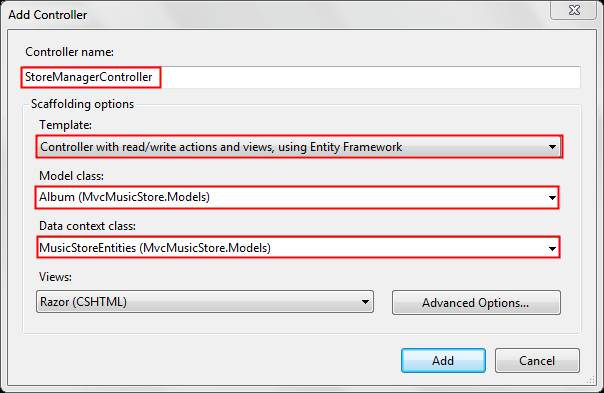 Add Controller
Controller name:
StoreManagerController
Scaffolding options
Template:
Controller with read/write actions and views, using Entity Framework
Model class:
Album (MvcMusicStore.Models)
Data context class:
MusicStoreEntities (MvcMusicStore.Models)
Views:
Razor (CSHTML)
Advanced Options...
Add
Cancel